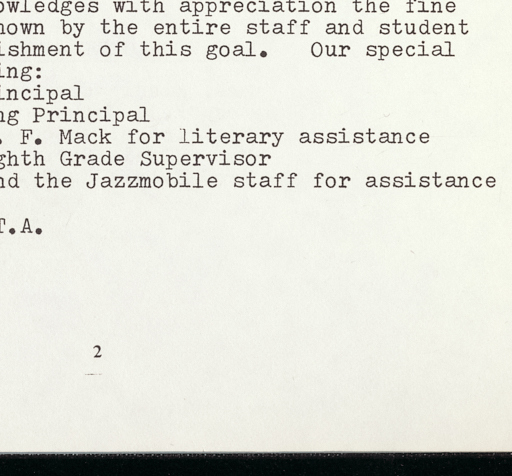 owledges with appreciation the fine
hown by the entire staff and student
ishment of this goal. Our special
ing:
incipal
ng Principal
. F. Mack for literary assistance
ghth Grade Supervisor
nd the Jazzmobile staff for assistance
T.A.
2